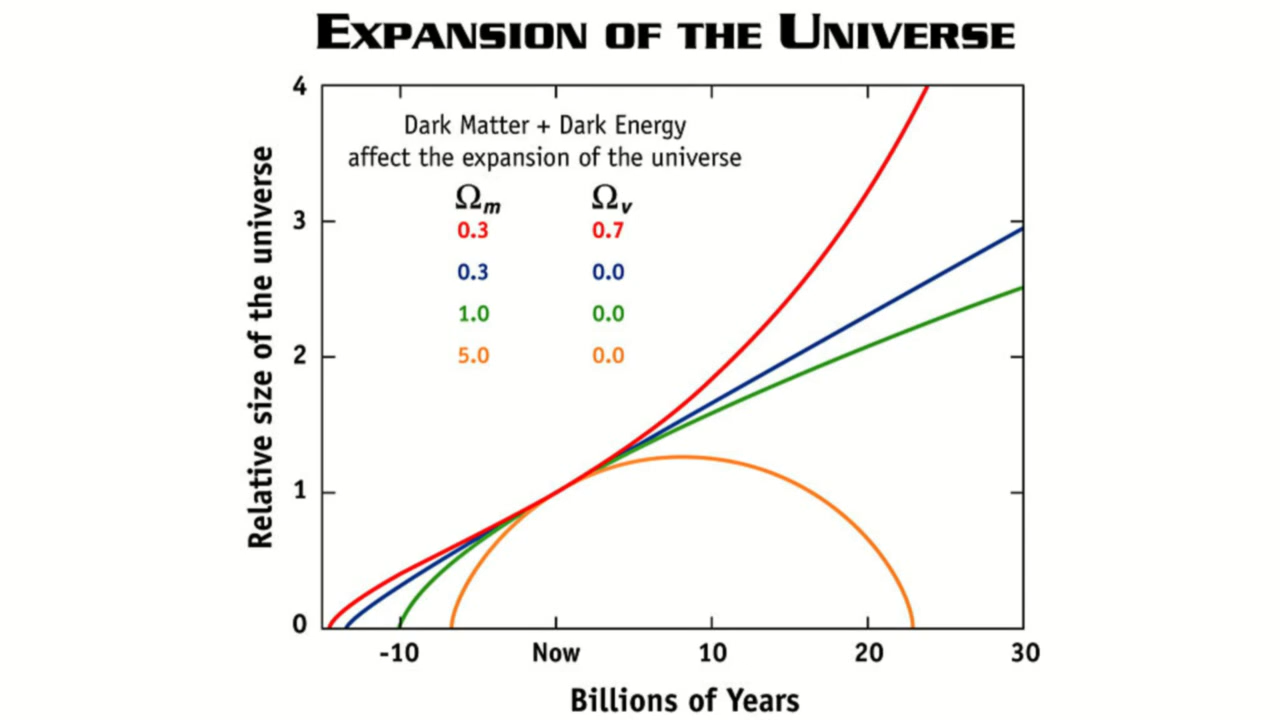 EXPANSION OF THE UNIVERSE
4
Dark Matter + Dark Energy
affect the expansion of the universe
Ωm Ωv
3
0.3 0.7
0.3 0.0
1.0 0.0
2
5.0 0.0
1
0
Relative size of the universe
-10 Now 10 20 30
Billions of Years